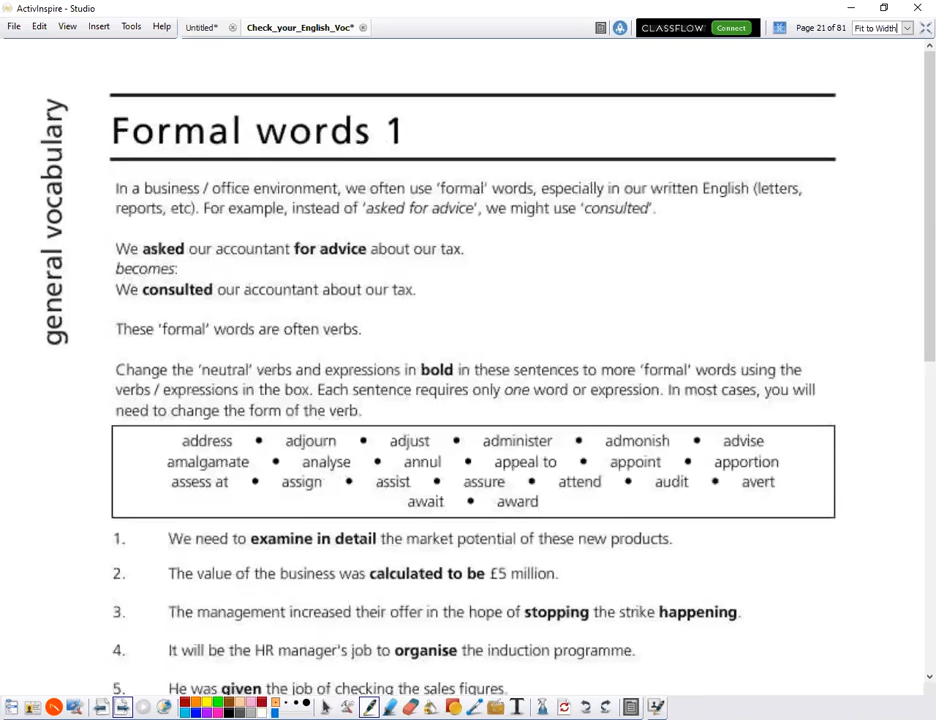 ActivInspire - Studio
File Edit View Insert Tools Help Untitled* Check_your_English_Voc* CLASSFLOW Connect Page 21 of 81 Fit to Width
general vocabulary
Formal words 1
In a business / office environment, we often use 'formal' words, especially in our written English (letters,
reports, etc). For example, instead of 'asked for advice', we might use 'consulted'.
We asked our accountant for advice about our tax.
becomes:
We consulted our accountant about our tax.
These 'formal' words are often verbs.
Change the 'neutral' verbs and expressions in bold in these sentences to more 'formal' words using the
verbs / expressions in the box. Each sentence requires only one word or expression. In most cases, you will
need to change the form of the verb.
address • adjourn • adjust • administer • admonish • advise
amalgamate • analyse • annul • appeal to • appoint • apportion
assess at • assign • assist • assure • attend • audit • avert
await • award
1. We need to examine in detail the market potential of these new products.
2. The value of the business was calculated to be £5 million.
3. The management increased their offer in the hope of stopping the strike happening.
4. It will be the HR manager's job to organise the induction programme.
5. He was given the job of checking the sales figures.